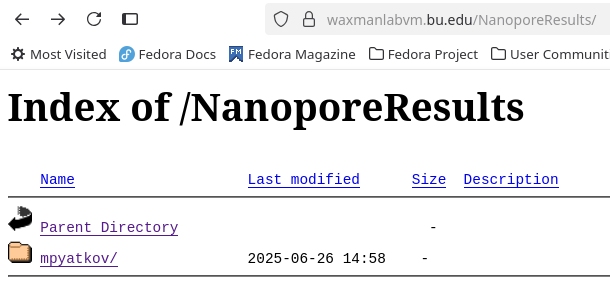 waxmanlabvm.bu.edu/NanoporeResults/
Most Visited Fedora Docs Fedora Magazine Fedora Project User Communit
Index of /NanoporeResults
Name Last modified Size Description
Parent Directory -
mpyatkov/ 2025-06-26 14:58 -